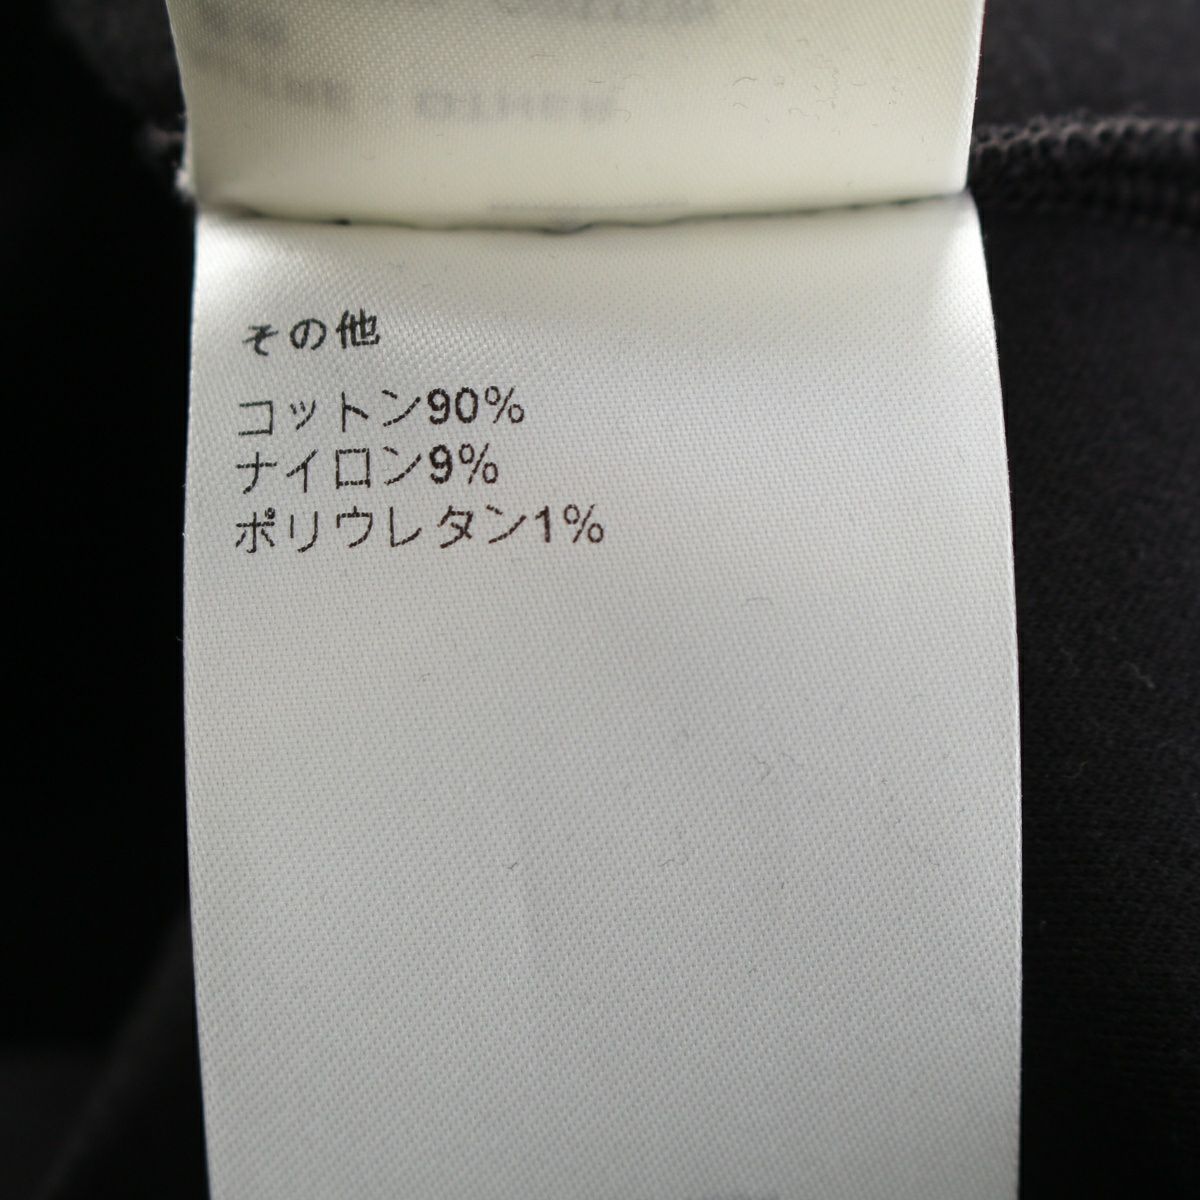 その他
コットン90%
ナイロン9%
ポリウレタン1%